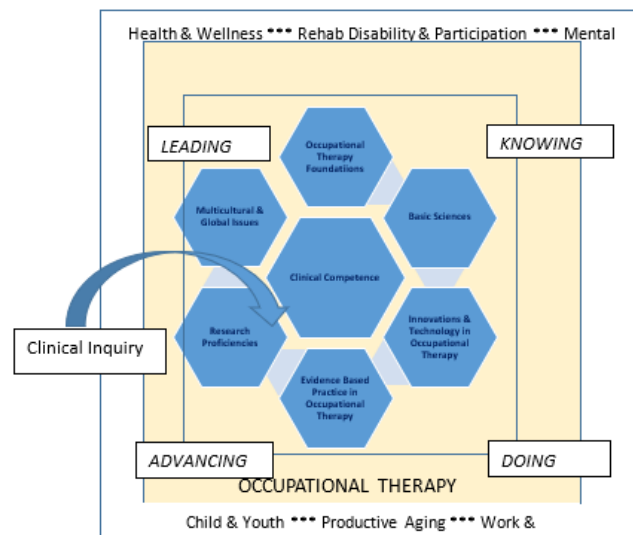 Health & Wellness *** Rehab Disability & Participation *** Mental
LEADING
KNOWING
Occupational
Therapy
Foundatiions
Multicultural &
Global Issues
Basic Sciences
Clinical Competence
Clinical Inquiry
Research
Proficiencies
Innovations &
Technology in
Occupational
Therapy
Evidence Based
Practice in
Occupational
Therapy
ADVANCING
DOING
OCCUPATIONAL THERAPY
Child & Youth *** Productive Aging *** Work &